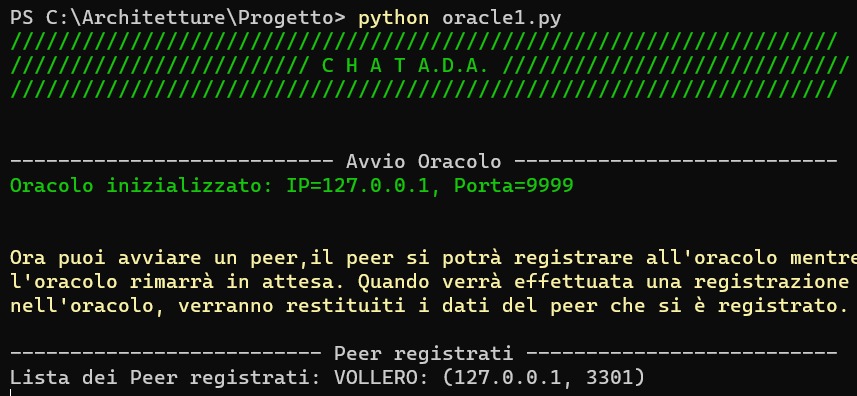 PS C:\Architetture\Progetto> python oracle1.py
/////////////////////////////////////////////////////////////////////
///////////////////////// C H A T A.D.A. /////////////////////////////
/////////////////////////////////////////////////////////////////////
--------------------------- Avvio Oracolo ---------------------------
Oracolo inizializzato: IP=127.0.0.1, Porta=9999
Ora puoi avviare un peer,il peer si potrà registrare all'oracolo mentre
l'oracolo rimarrà in attesa. Quando verrà effettuata una registrazione
nell'oracolo, verranno restituiti i dati del peer che si è registrato.
-------------------------- Peer registrati --------------------------
Lista dei Peer registrati: VOLLERO: (127.0.0.1, 3301)